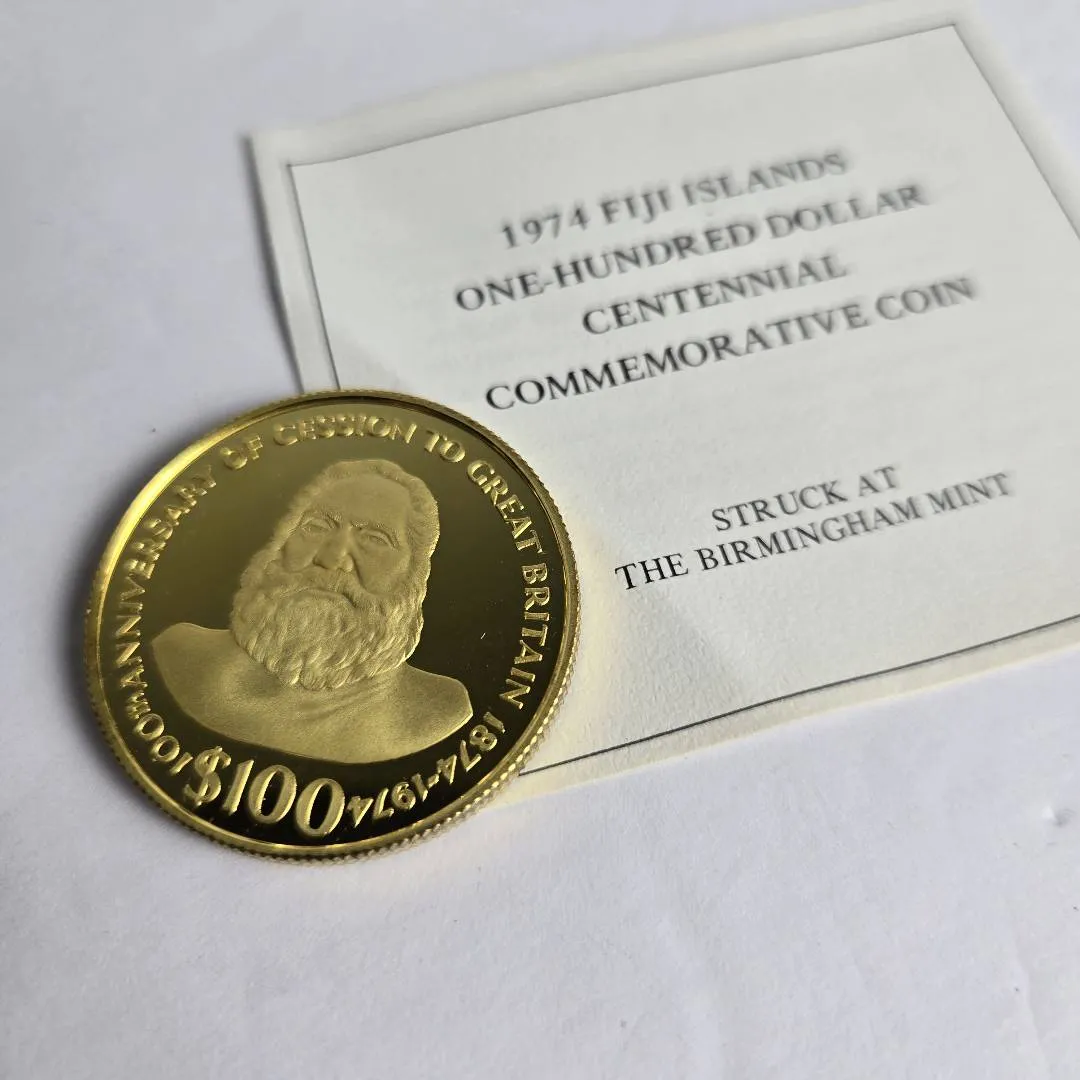 1974 FIJI ISLANDS
ONE-HUNDRED DOLLAR
CENTENNIAL
COMMEMORATIVE COIN
STRUCK AT
THE BIRMINGHAM MINT
100TH ANNIVERSARY OF CESSION TO GREAT BRITAIN 1874-1974
$100